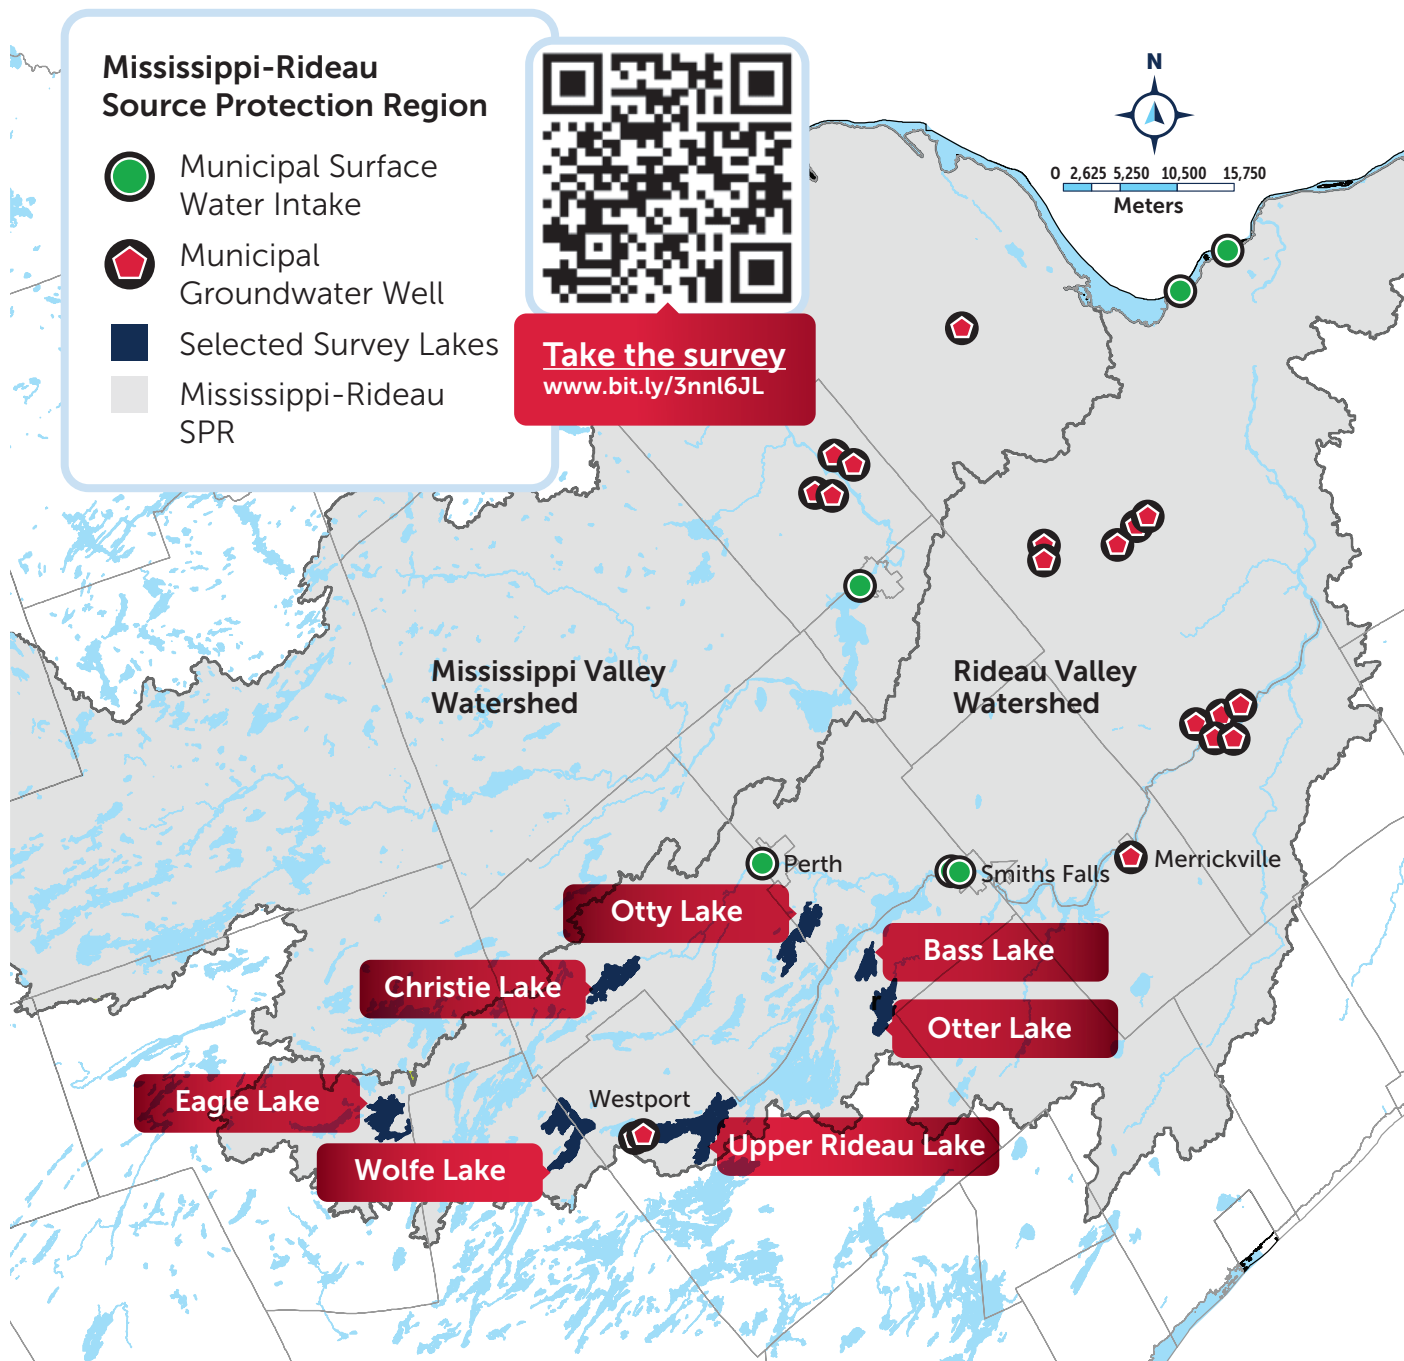 Mississippi-Rideau
Source Protection Region
Municipal Surface
Water Intake
Municipal
Groundwater Well
Selected Survey Lakes
Mississippi-Rideau
SPR
Take the survey
www.bit.ly/3nnl6JL
N
0 2,625 5,250 10,500 15,750
Meters
Mississippi Valley
Watershed
Rideau Valley
Watershed
Perth
Smiths Falls
Merrickville
Otty Lake
Bass Lake
Christie Lake
Otter Lake
Eagle Lake
Westport
Upper Rideau Lake
Wolfe Lake